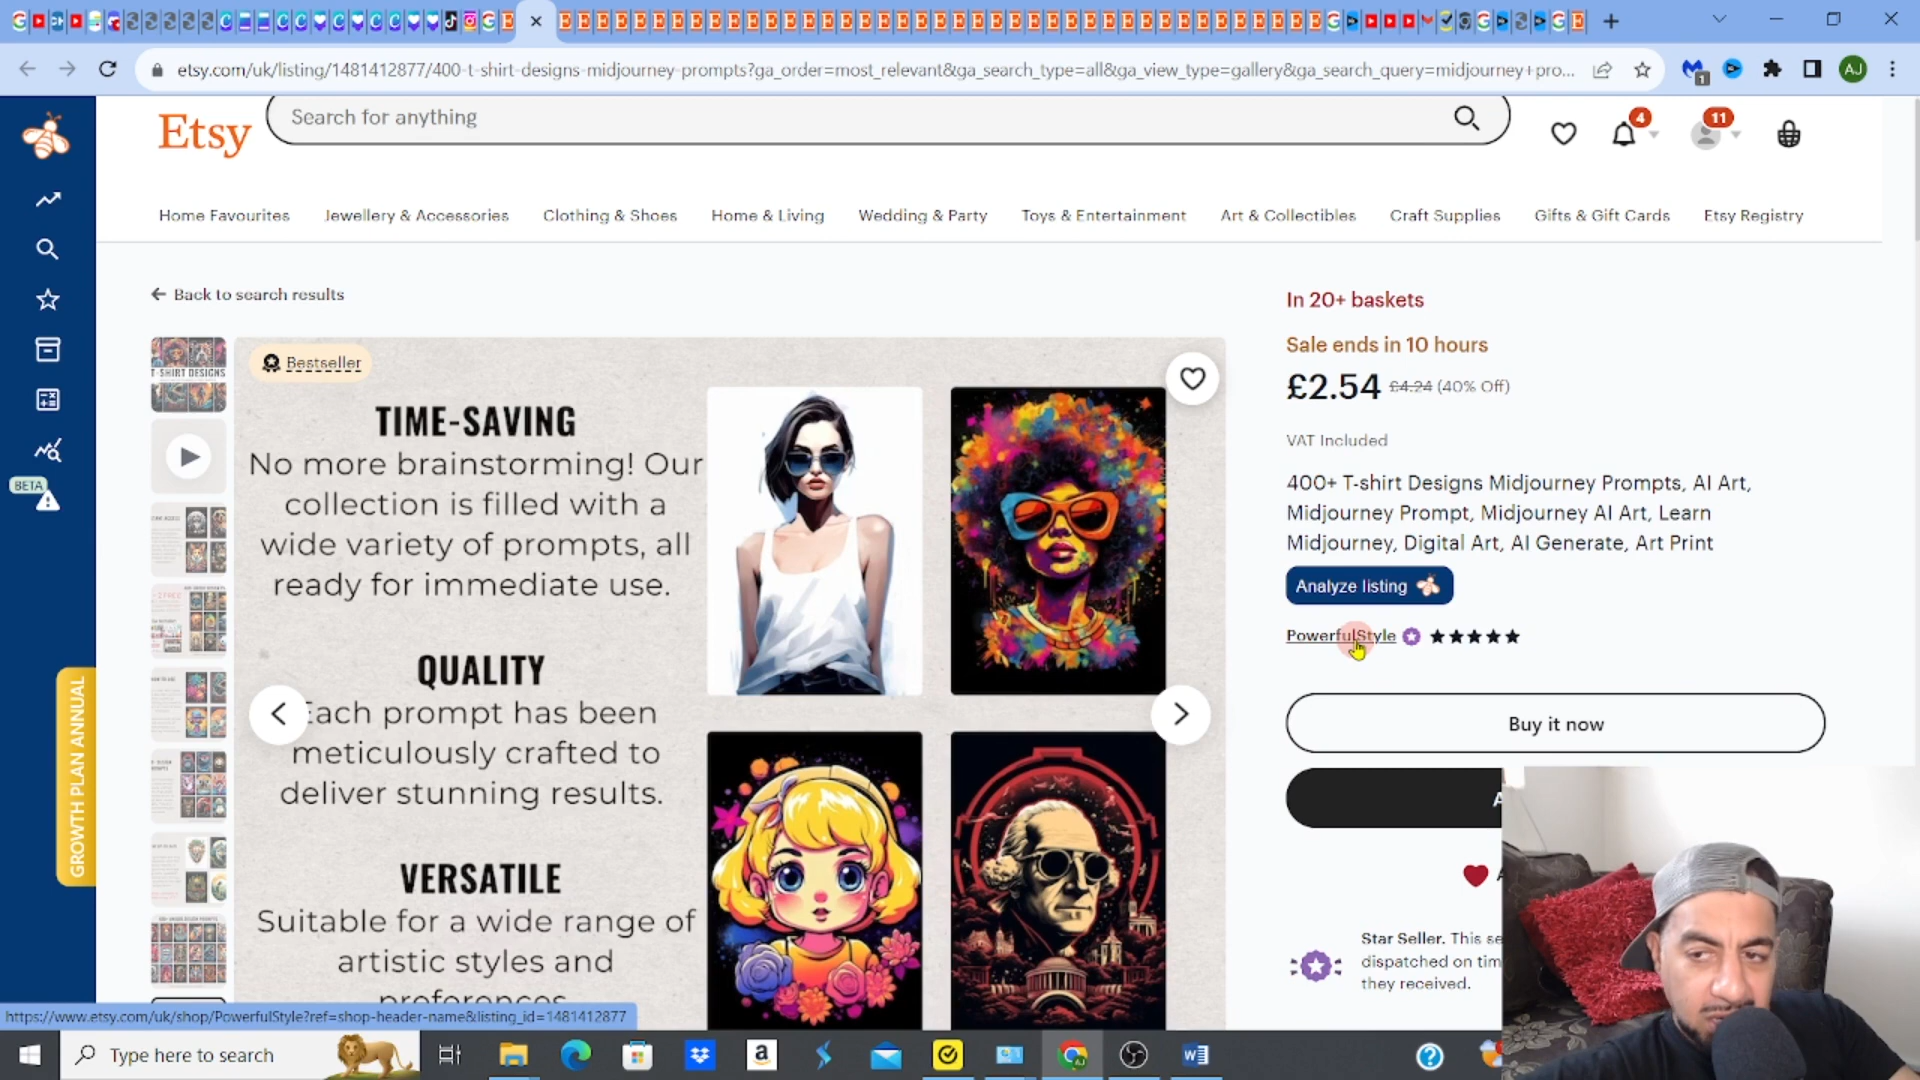 etsy.com/uk/listing/1481412877/400-t-shirt-designs-midjourney-prompts?ga_order=most_relevant&ga_search_type=all&ga_view_type=gallery&ga_search_query=midjourney+pro...
1
AJ
Etsy
Search for anything
4
11
Home Favourites
Jewellery & Accessories
Clothing & Shoes
Home & Living
Wedding & Party
Toys & Entertainment
Art & Collectibles
Craft Supplies
Gifts & Gift Cards
Etsy Registry
Back to search results
BETA
GROWTH PLAN ANNUAL
T-SHIRT DESIGNS
Bestseller
TIME-SAVING
No more brainstorming! Our
collection is filled with a
wide variety of prompts, all
ready for immediate use.
QUALITY
Each prompt has been
meticulously crafted to
deliver stunning results.
VERSATILE
Suitable for a wide range of
artistic styles and
preferences
In 20+ baskets
Sale ends in 10 hours
£2.54 £4.24 (40% Off)
VAT Included
400+ T-shirt Designs Midjourney Prompts, AI Art,
Midjourney Prompt, Midjourney AI Art, Learn
Midjourney, Digital Art, AI Generate, Art Print
Analyze listing
PowerfulStyle
Buy it now
Star Seller. This se
dispatched on tim
they received.
https://www.etsy.com/uk/shop/PowerfulStyle?ref=shop-header-name&listing_id=1481412877
Type here to search